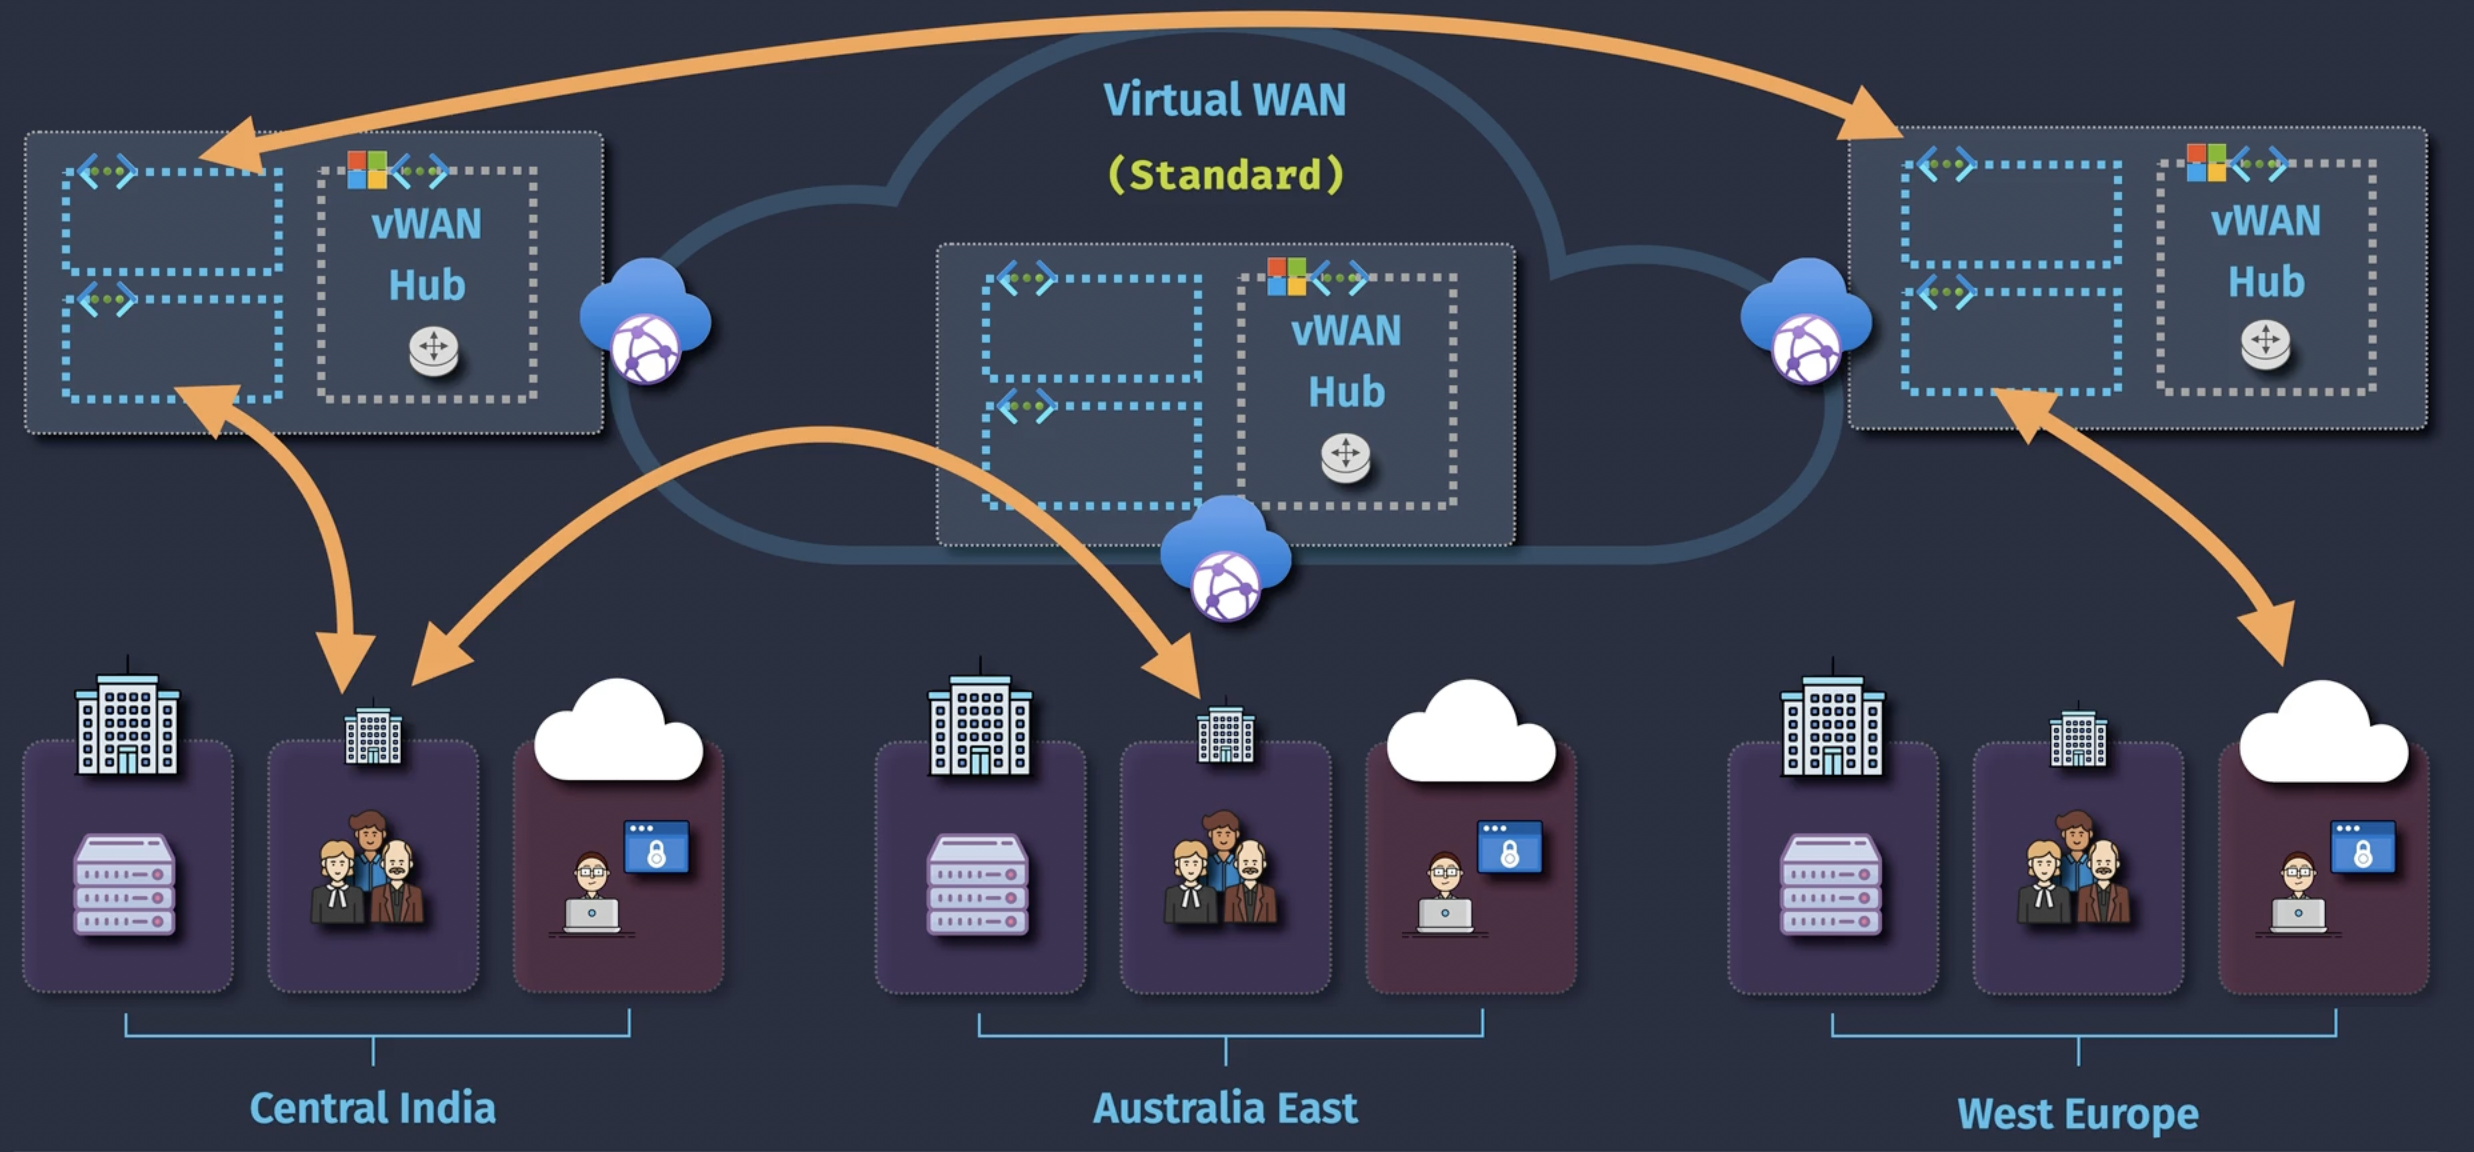 Virtual WAN
(Standard)
vWAN
Hub
vWAN
Hub
vWAN
Hub
Central India
Australia East
West Europe